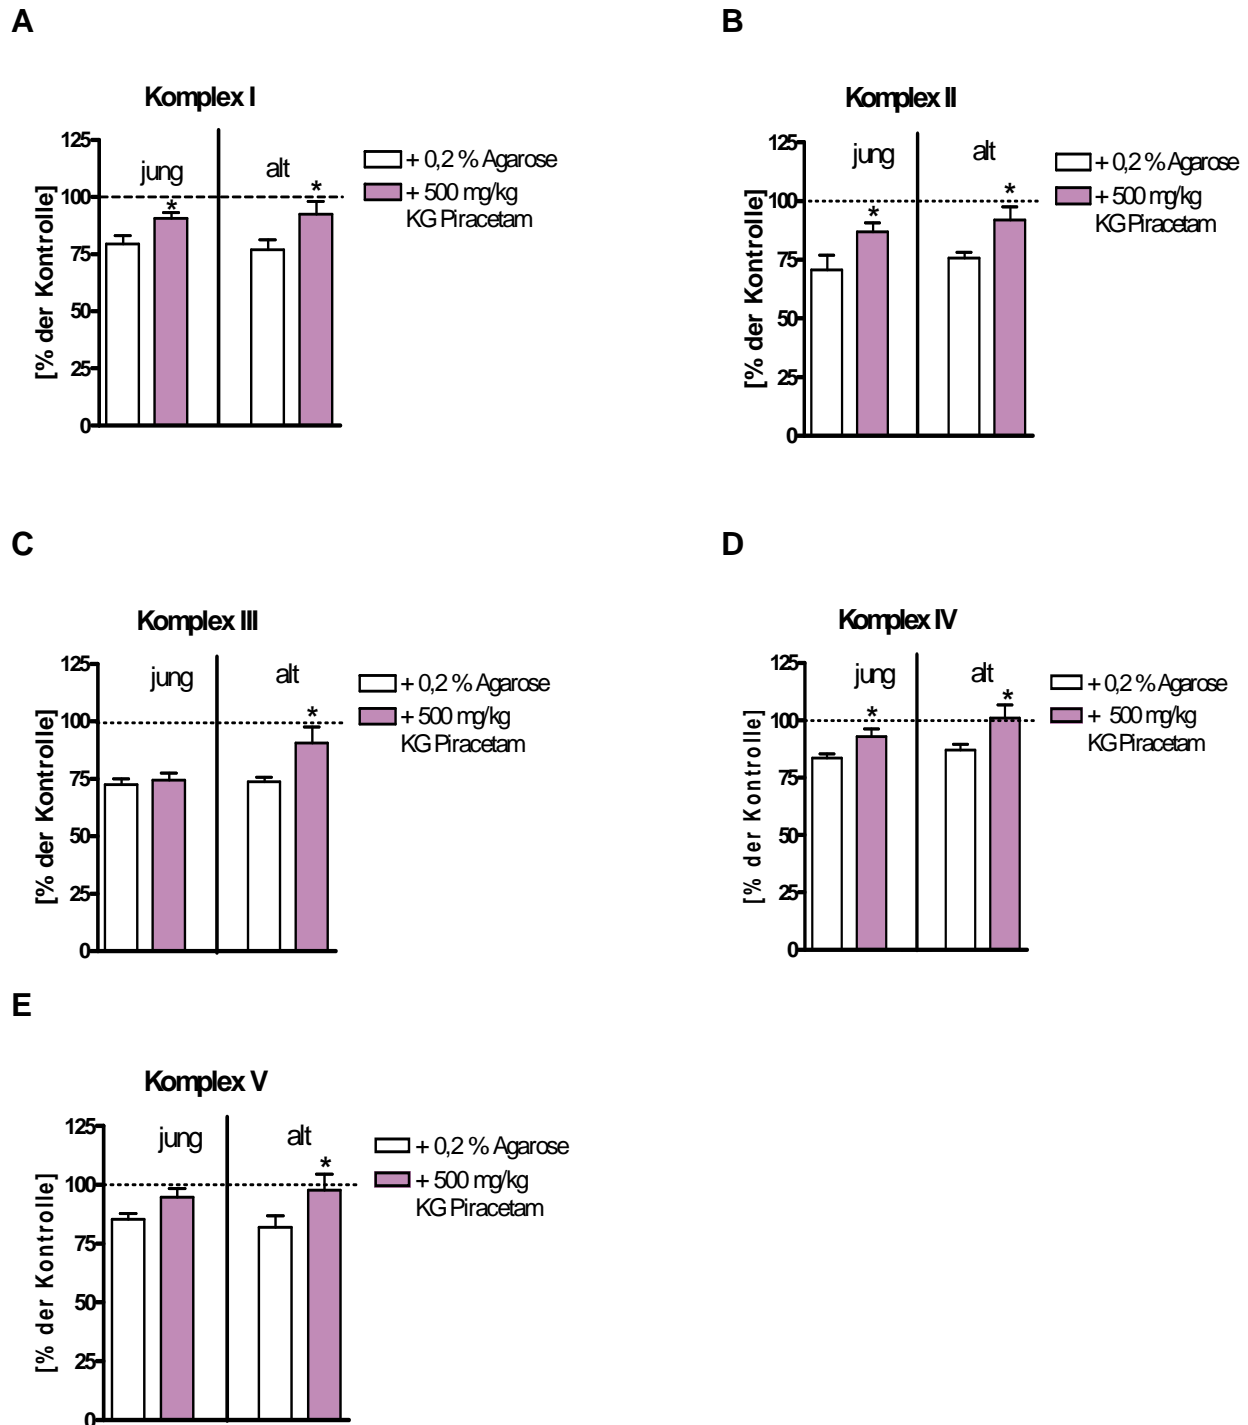 A
Komplex I
125
100
75
50
25
0
[% der Kontrolle]
jung
alt
*
*
+ 0,2 % Agarose
+ 500 mg/kg
KG Piracetam
B
Komplex II
125
100
75
50
25
0
[% der Kontrolle]
jung
alt
*
*
+ 0,2 % Agarose
+ 500 mg/kg
KG Piracetam
C
Komplex III
125
100
75
50
25
0
[% der Kontrolle]
jung
alt
*
+ 0,2 % Agarose
+ 500 mg/kg
KG Piracetam
D
Komplex IV
125
100
75
50
25
0
[% der Kontrolle]
jung
alt
*
*
+ 0,2 % Agarose
+ 500 mg/kg
KG Piracetam
E
Komplex V
125
100
75
50
25
0
[% der Kontrolle]
jung
alt
*
+ 0,2 % Agarose
+ 500 mg/kg
KG Piracetam